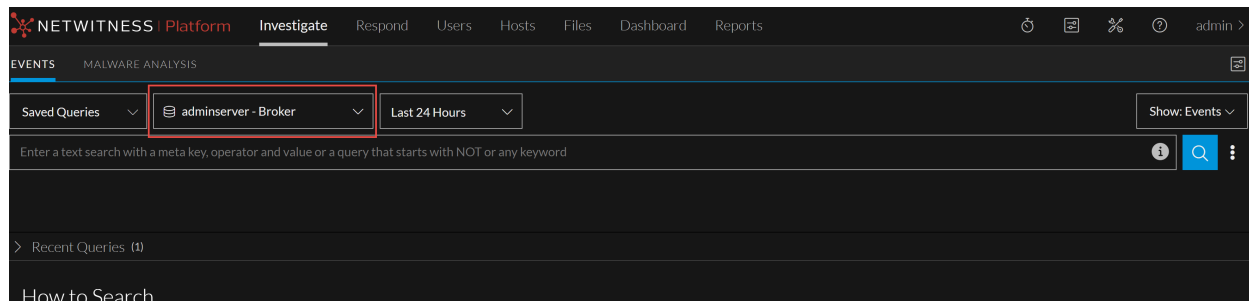 NETWITNESS | Platform Investigate Respond Users Hosts Files Dashboard Reports admin >
EVENTS MALWARE ANALYSIS
Saved Queries adminserver - Broker Last 24 Hours Show: Events
Enter a text search with a meta key, operator and value or a query that starts with NOT or any keyword
Recent Queries (1)
How to Search